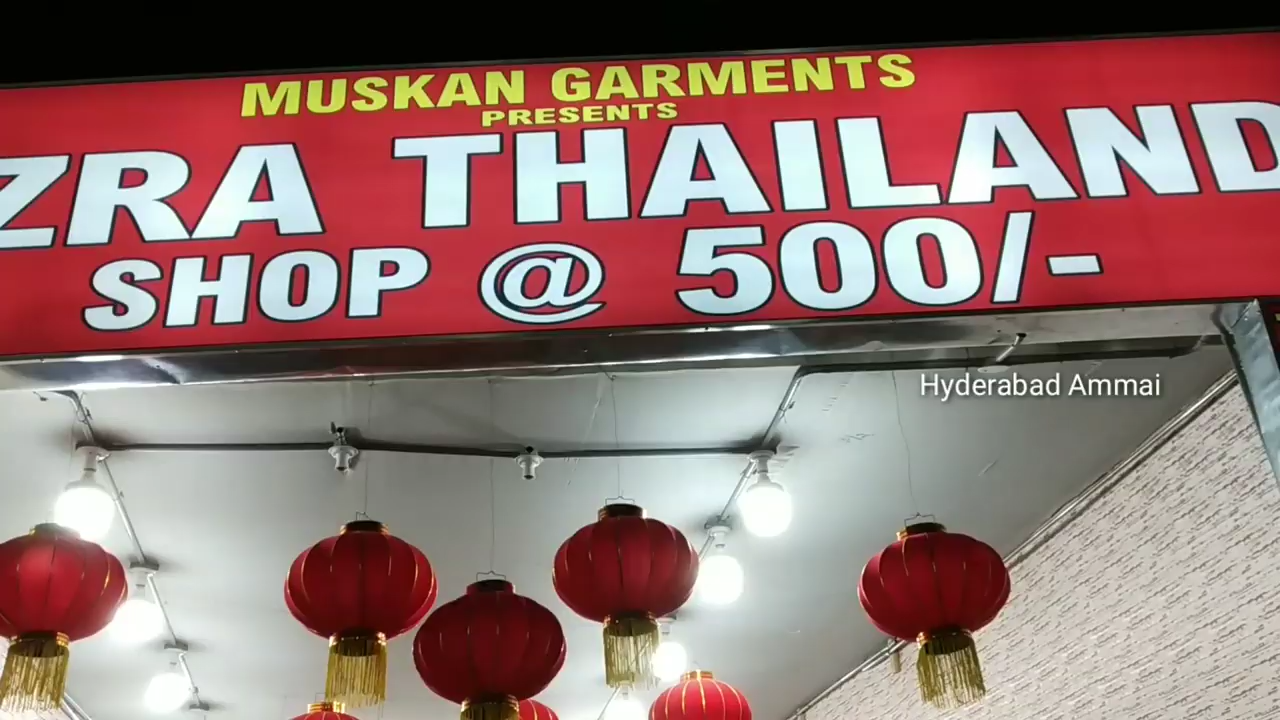 MUSKAN GARMENTS
PRESENTS
ZRA THAILAND
SHOP @ 500/-
Hyderabad Ammai